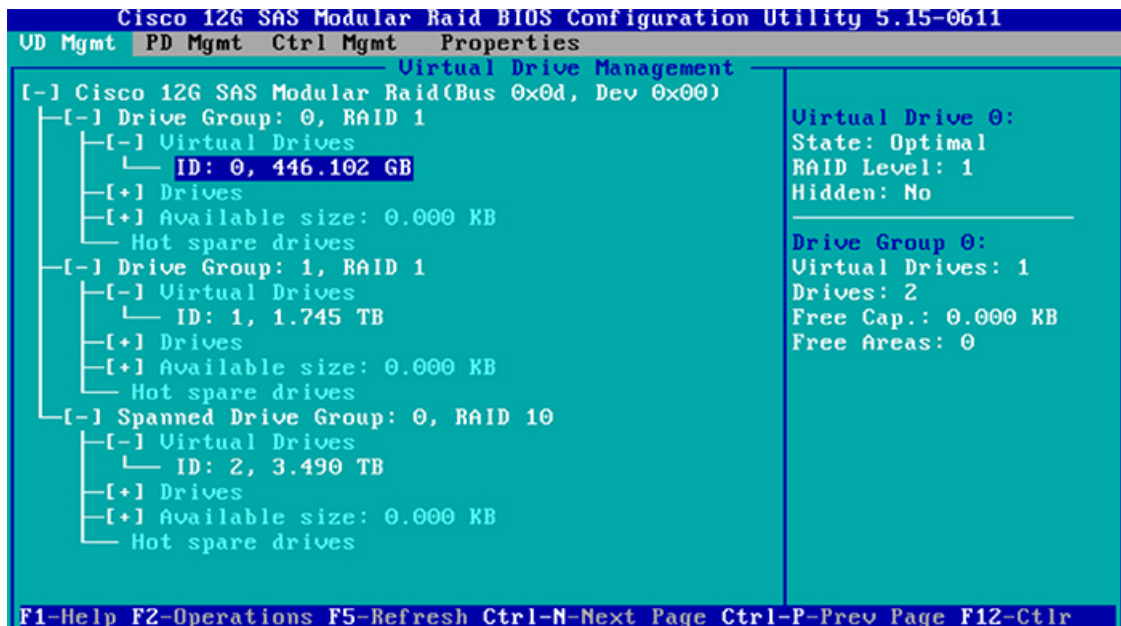 Cisco 12G SAS Modular Raid BIOS Configuration Utility 5.15-0611
VD Mgmt PD Mgmt Ctrl Mgmt Properties
Virtual Drive Management
[-] Cisco 12G SAS Modular Raid(Bus 0x0d, Dev 0x00)
[-] Drive Group: 0, RAID 1
[-] Virtual Drives
ID: 0, 446.102 GB
[+] Drives
[+] Available size: 0.000 KB
Hot spare drives
[-] Drive Group: 1, RAID 1
[-] Virtual Drives
ID: 1, 1.745 TB
[+] Drives
[+] Available size: 0.000 KB
Hot spare drives
[-] Spanned Drive Group: 0, RAID 10
[-] Virtual Drives
ID: 2, 3.490 TB
[+] Drives
[+] Available size: 0.000 KB
Hot spare drives
Virtual Drive 0:
State: Optimal
RAID Level: 1
Hidden: No
Drive Group 0:
Virtual Drives: 1
Drives: 2
Free Cap.: 0.000 KB
Free Areas: 0
F1-Help F2-Operations F5-Refresh Ctrl-N-Next Page Ctrl-P-Prev Page F12-Ctlr